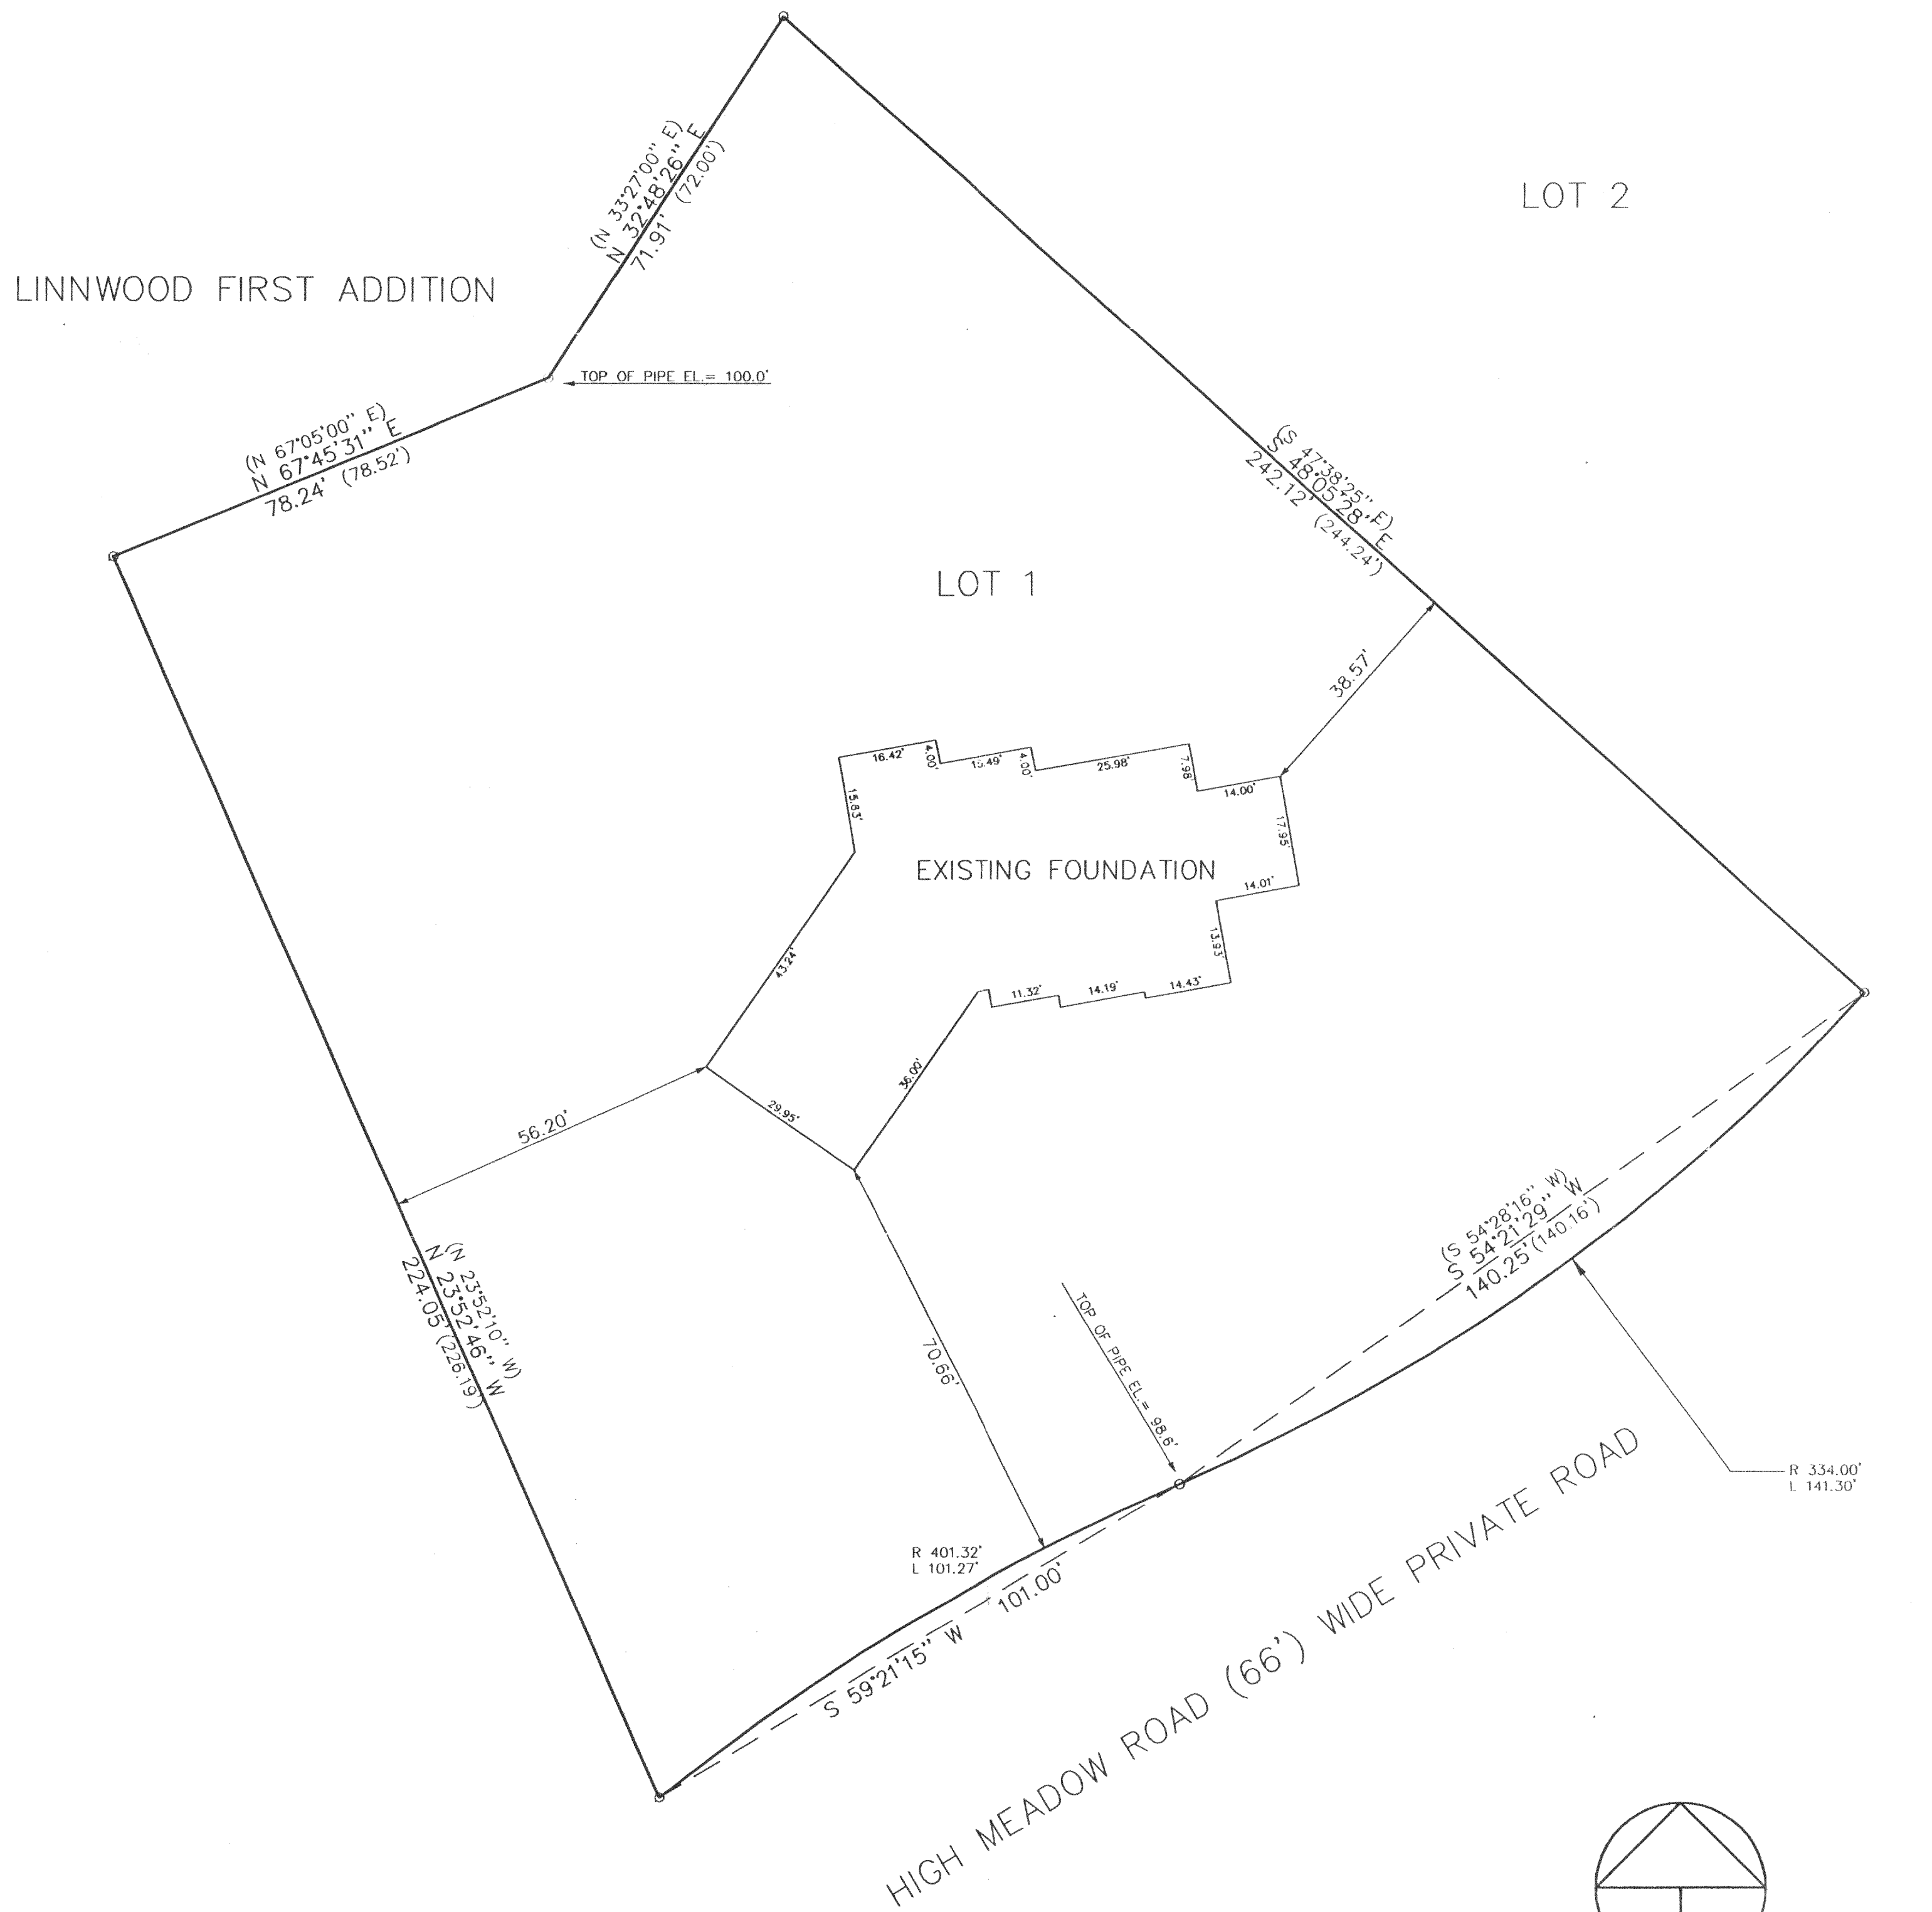 LOT 2
(N 33°27'00" E)
N 32°48'26" E
71.91' (72.00')
LINNWOOD FIRST ADDITION
TOP OF PIPE EL.= 100.0'
(N 67°05'00" E)
N 67°45'31" E
78.24' (78.52')
(S 47°38'25" E)
S 48°05'28" E
242.12' (244.24')
LOT 1
38.57'
16.42'
4.00'
4.00'
25.98'
7.98'
14.00'
15.83'
17.95'
EXISTING FOUNDATION
14.01'
13.93'
43.24'
11.32'
14.19'
14.43'
36.00'
29.95'
56.20'
(N 23°52'10" W)
N 23°52'46" W
224.05' (226.19')
70.66'
TOP OF PIPE EL.= 98.6'
(S 54°28'16" W)
S 54°21'29" W
140.25' (140.16')
R 334.00'
L 141.30'
R 401.32'
L 101.27'
S 59°21'15" W 101.00'
HIGH MEADOW ROAD (66') WIDE PRIVATE ROAD